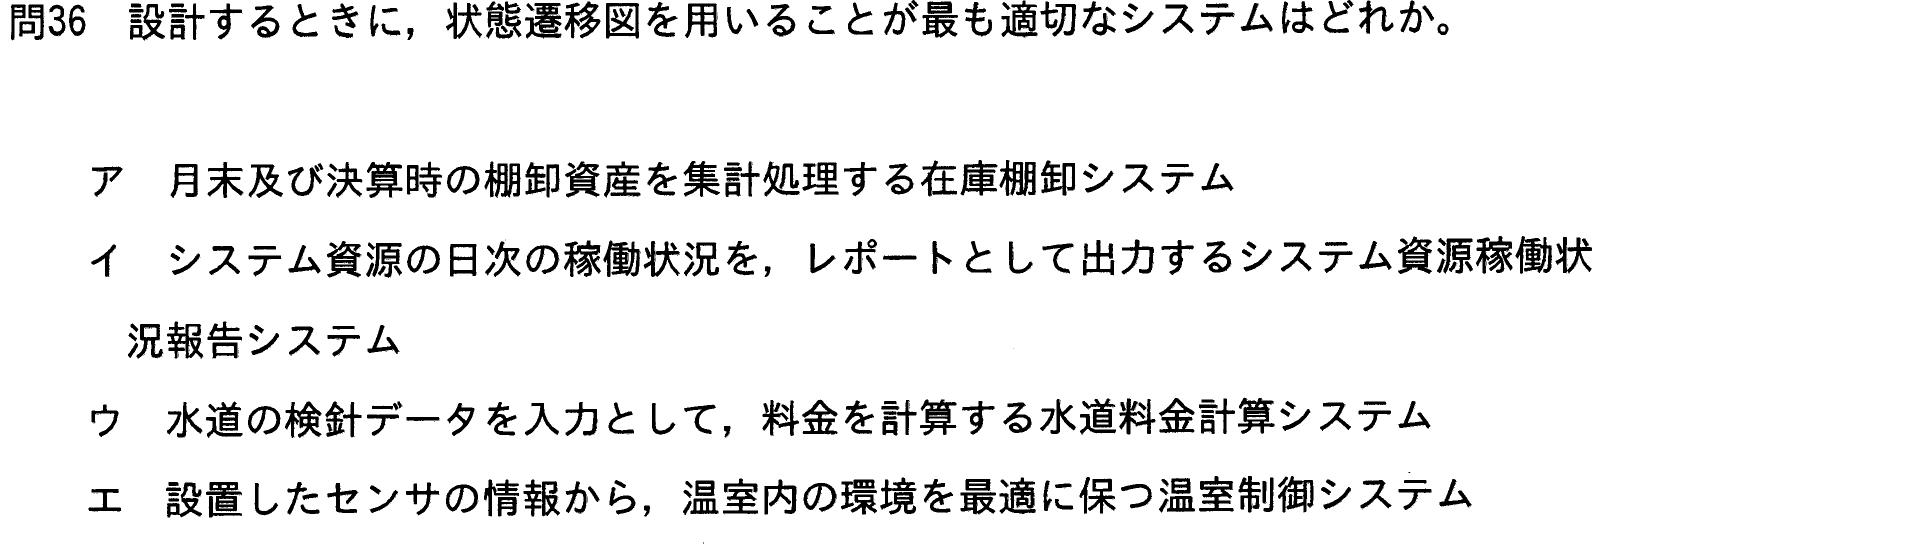 問36 設計するときに，状態遷移図を用いることが最も適切なシステムはどれか。
ア 月末及び決算時の棚卸資産を集計処理する在庫棚卸システム
イ システム資源の日次の稼働状況を，レポートとして出力するシステム資源稼働状
況報告システム
ウ 水道の検針データを入力として，料金を計算する水道料金計算システム
エ 設置したセンサの情報から，温室内の環境を最適に保つ温室制御システム